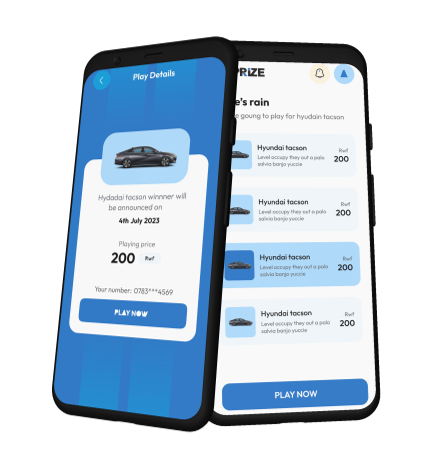 Play Details
Hydadai tacson winnner will
be announced on
4th July 2023
Playing price
200 Rwf
Your number: 0783***4569
PLAY NOW
PRIZE
e's rain
goung to play for hyudain tacson
Hyundai tacson
Level occupy they out a polo
salvia banjo yuccie
Rwf
200
Hyundai tacson
Level occupy they out a polo
salvia banjo yuccie
Rwf
200
Hyundai tacson
Level occupy they out a polo
salvia banjo yuccie
Rwf
200
Hyundai tacson
Level occupy they out a polo
salvia banjo yuccie
Rwf
200
PLAY NOW